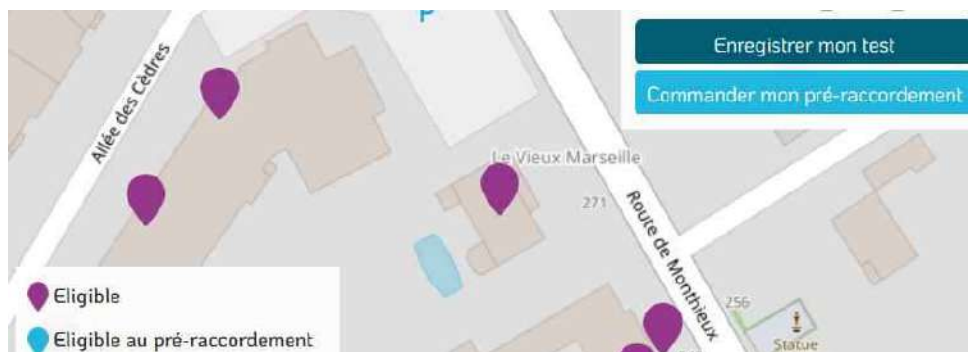 P
Enregistrer mon test
Commander mon pré-raccordement
Allée des Cèdres
Le Vieux Marseille
271
Route de Monthieux
256
Statue
Eligible
Eligible au pré-raccordement